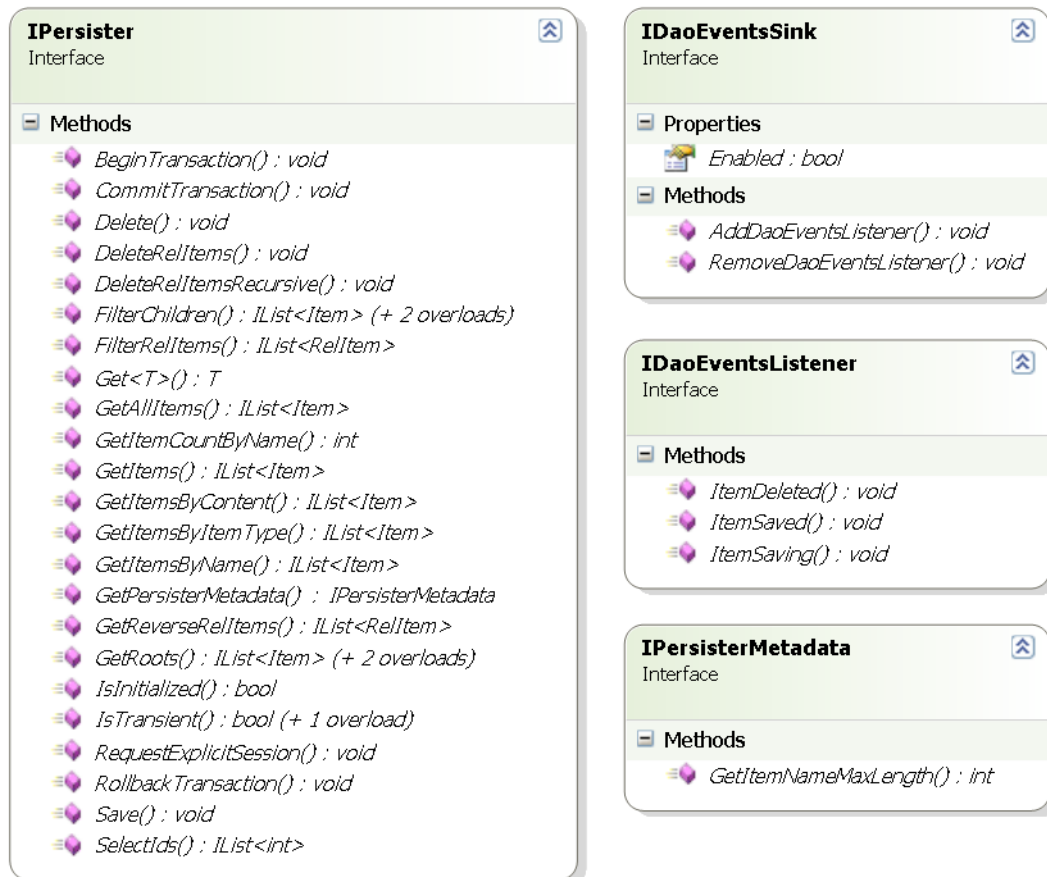 IPersister
Interface
Methods
BeginTransaction() : void
CommitTransaction() : void
Delete() : void
DeleteRelItems() : void
DeleteRelItemsRecursive() : void
FilterChildren() : IList<Item> (+ 2 overloads)
FilterRelItems() : IList<RelItem>
Get<T>() : T
GetAllItems() : IList<Item>
GetItemCountByName() : int
GetItems() : IList<Item>
GetItemsByContent() : IList<Item>
GetItemsByItemType() : IList<Item>
GetItemsByName() : IList<Item>
GetPersisterMetadata() : IPersisterMetadata
GetReverseRelItems() : IList<RelItem>
GetRoots() : IList<Item> (+ 2 overloads)
IsInitialized() : bool
IsTransient() : bool (+ 1 overload)
RequestExplicitSession() : void
RollbackTransaction() : void
Save() : void
SelectIds() : IList<int>
IDaoEventsSink
Interface
Properties
Enabled : bool
Methods
AddDaoEventsListener() : void
RemoveDaoEventsListener() : void
IDaoEventsListener
Interface
Methods
ItemDeleted() : void
ItemSaved() : void
ItemSaving() : void
IPersisterMetadata
Interface
Methods
GetItemNameMaxLength() : int